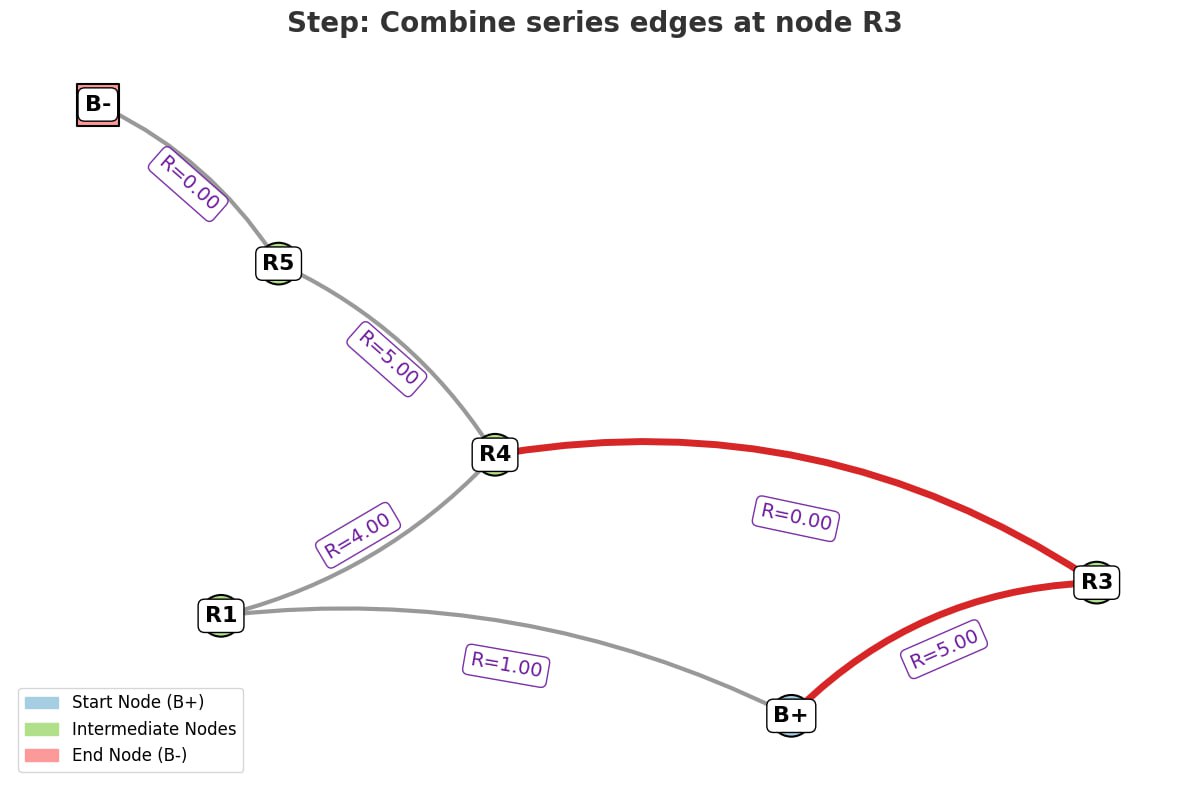 Step: Combine series edges at node R3
B-
R=0.00
R5
R=5.00
R4
R=0.00
R=4.00
R3
R1
R=5.00
R=1.00
B+
Start Node (B+)
Intermediate Nodes
End Node (B-)